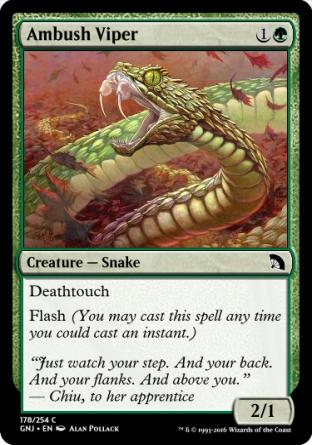 Ambush Viper 1
Creature — Snake
Deathtouch
Flash (You may cast this spell any time
you could cast an instant.)
“Just watch your step. And your back.
And your flanks. And above you.”
— Chiu, to her apprentice
2/1
178/254 C
GNJ • EN ALAN POLLACK
™ & © 1993-2016 Wizards of the Coast